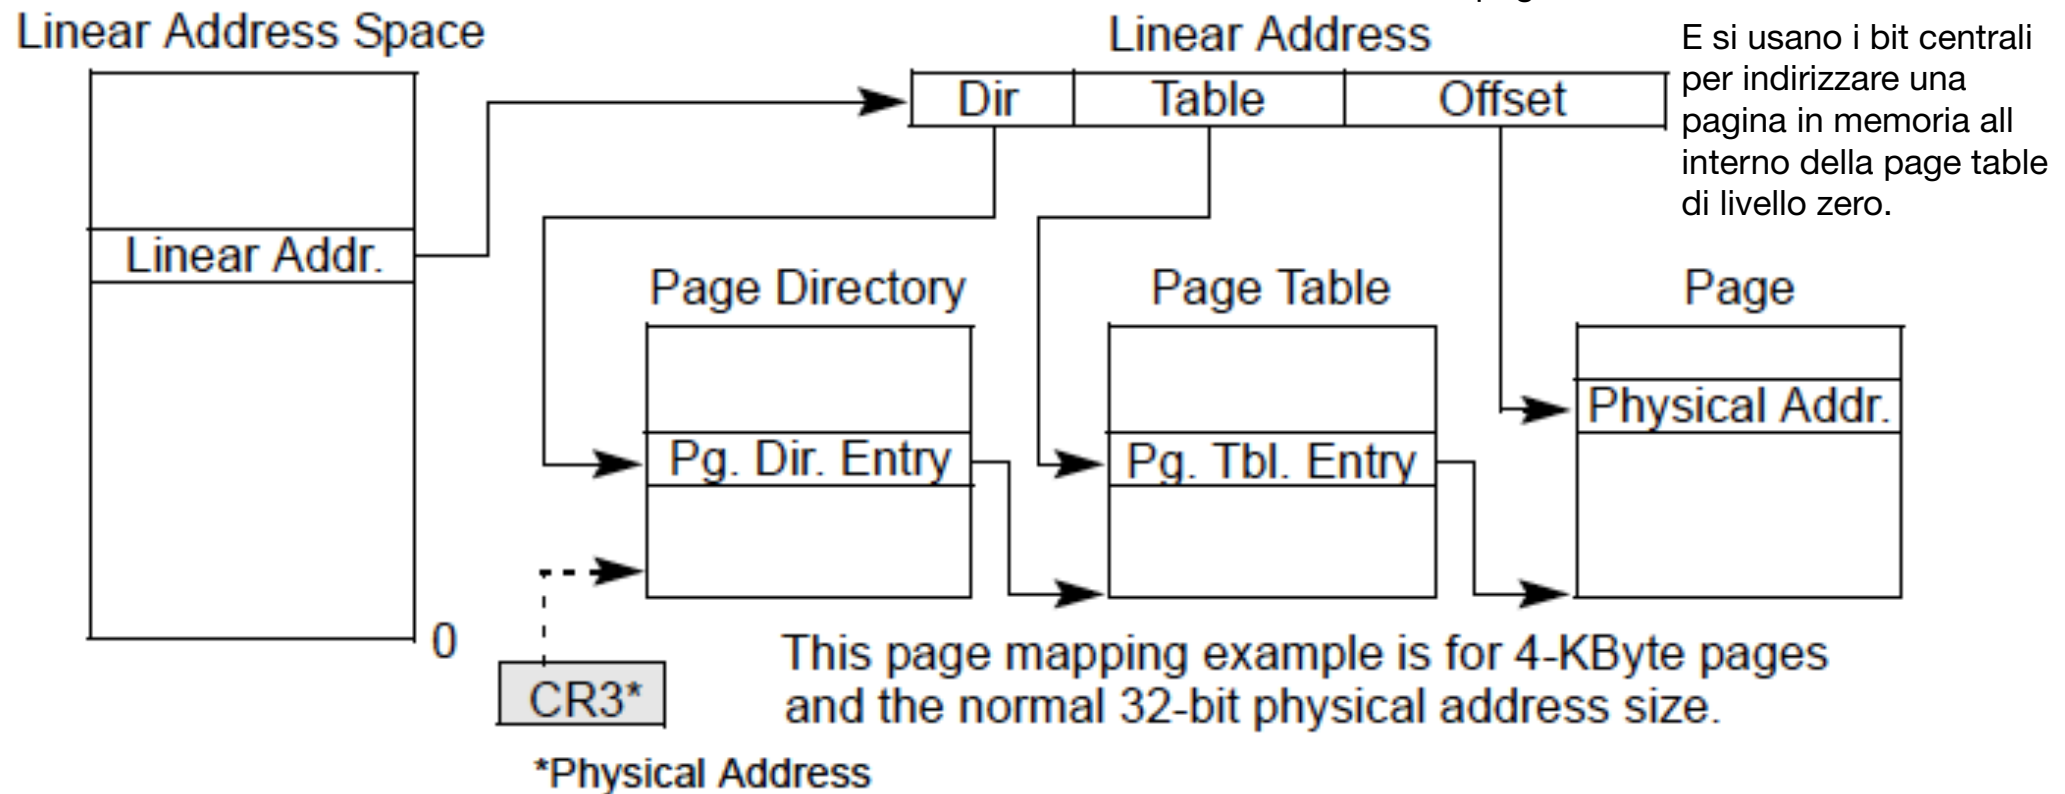 Linear Address Space
Linear Address
E si usano i bit centrali
per indirizzare una
pagina in memoria all
interno della page table
di livello zero.
Dir
Table
Offset
Linear Addr.
Page Directory
Page Table
Page
Physical Addr.
Pg. Dir. Entry
Pg. Tbl. Entry
0
CR3*
This page mapping example is for 4-KByte pages
and the normal 32-bit physical address size.
*Physical Address